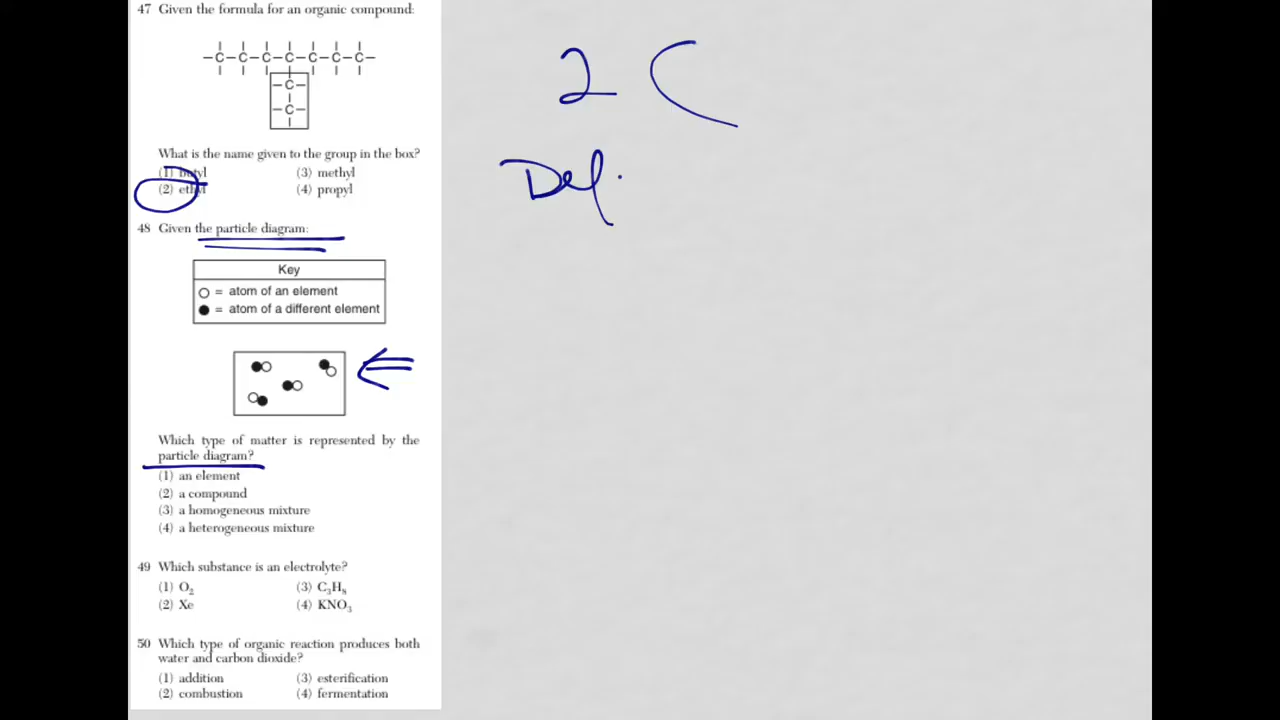 47 Given the formula for an organic compound:
–C–C–C–C–C–C–C–
–C–
–C–
What is the name given to the group in the box?
(1) butyl (3) methyl
(2) ethyl (4) propyl
48 Given the particle diagram:
Key
= atom of an element
= atom of a different element
Which type of matter is represented by the
particle diagram?
(1) an element
(2) a compound
(3) a homogeneous mixture
(4) a heterogeneous mixture
49 Which substance is an electrolyte?
(1) O₂ (3) C₃H₈
(2) Xe (4) KNO₃
50 Which type of organic reaction produces both
water and carbon dioxide?
(1) addition (3) esterification
(2) combustion (4) fermentation
2 C
Def.